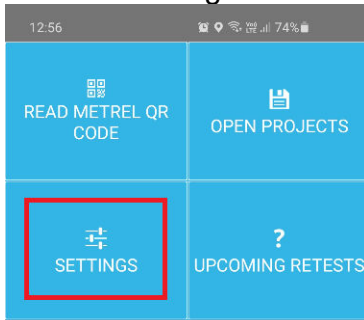 12:56 74%
READ METREL QR
CODE
OPEN PROJECTS
SETTINGS
?
UPCOMING RETESTS